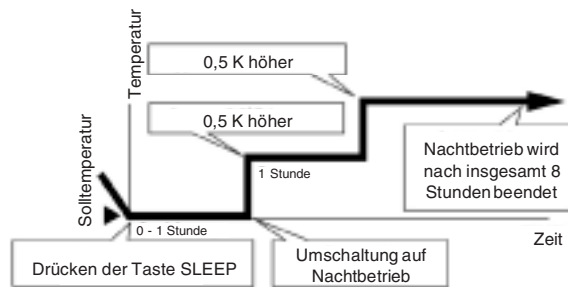 Temperatur
0,5 K höher
0,5 K höher
Solltemperatur
1 Stunde
Nachtbetrieb wird
nach insgesamt 8
Stunden beendet
0 - 1 Stunde
Zeit
Drücken der Taste SLEEP
Umschaltung auf
Nachtbetrieb